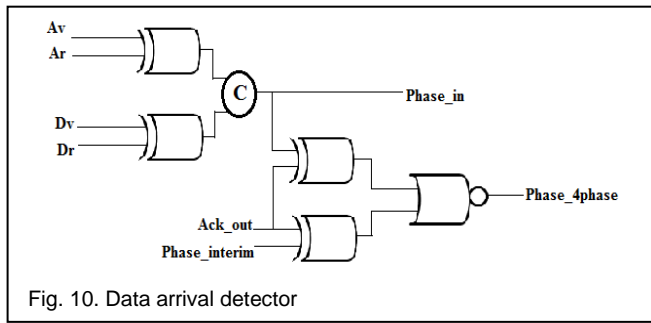 Av
Ar
C
Phase_in
Dv
Dr
Phase_4phase
Ack_out
Phase_interim
Fig. 10. Data arrival detector